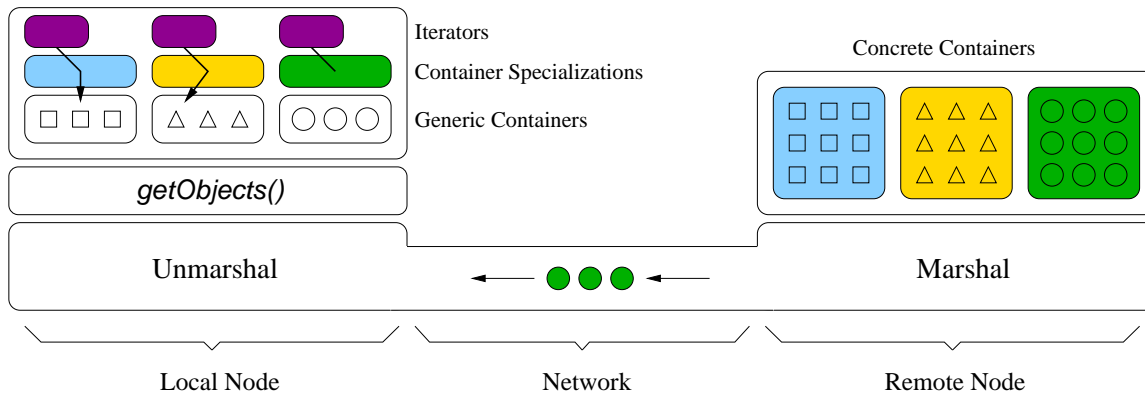 Iterators
Concrete Containers
Container Specializations
Generic Containers
getObjects()
Unmarshal
Marshal
Local Node
Network
Remote Node